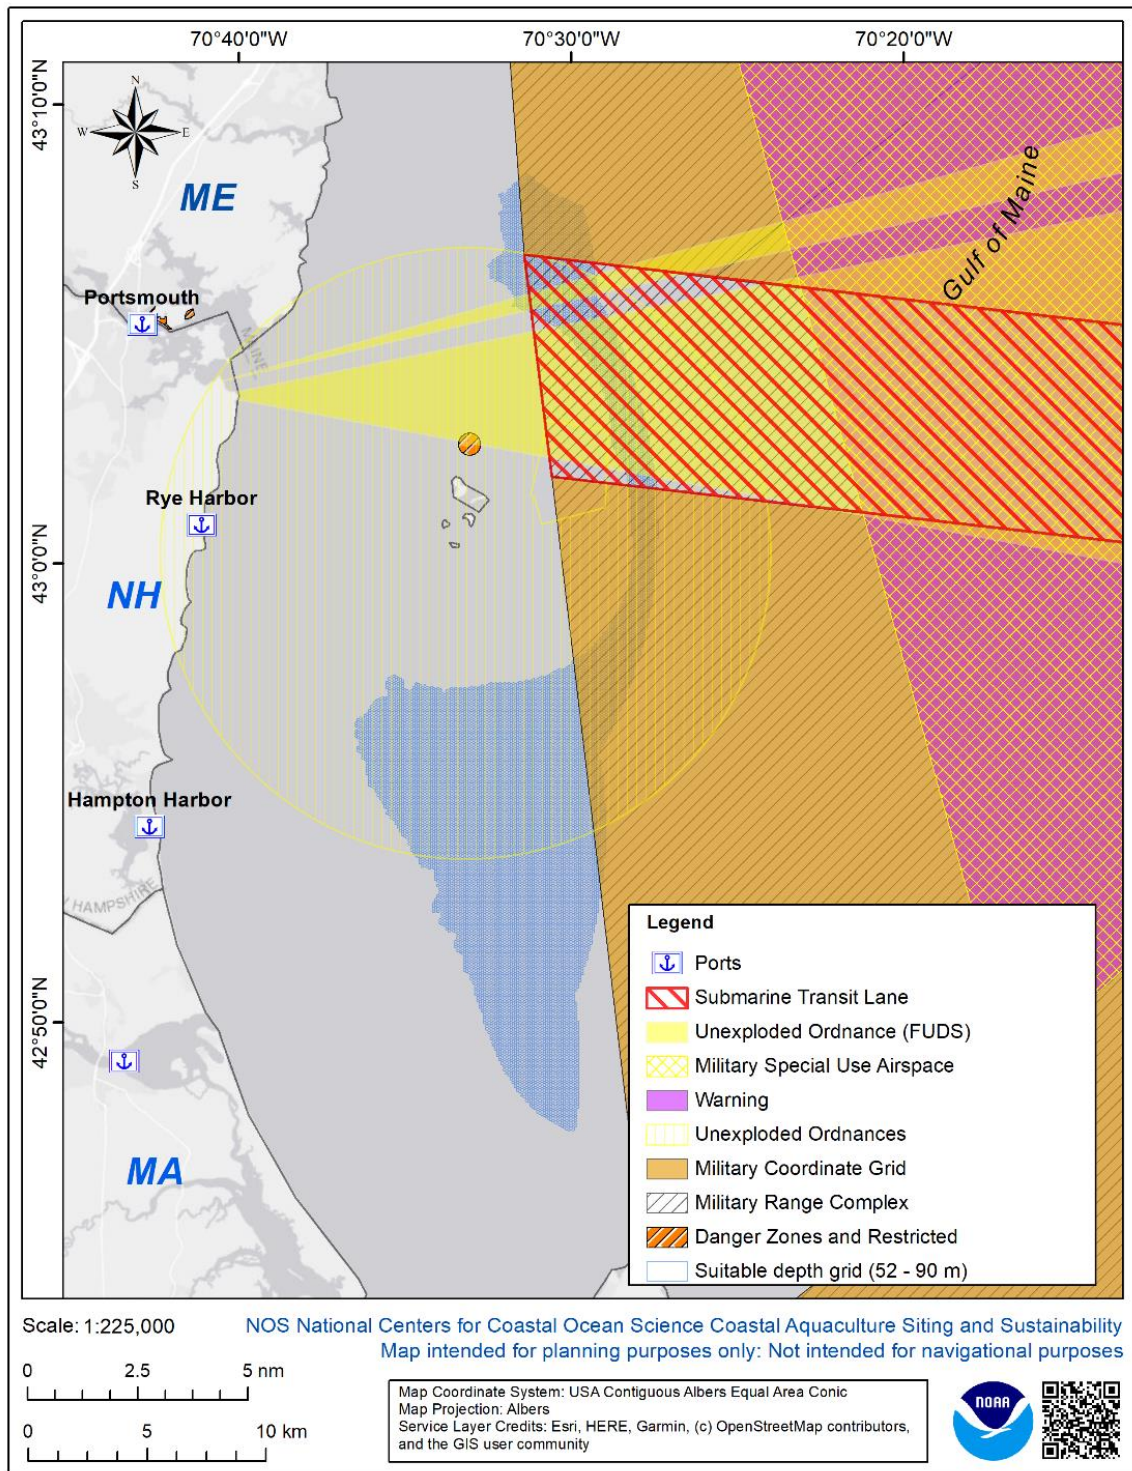 70°40'0"W
70°30'0"W
70°20'0"W
43°10'0"N
43°0'0"N
42°50'0"N
N
W
E
S
ME
Gulf of Maine
Portsmouth
MAINE
Rye Harbor
NH
Hampton Harbor
HAMPSHIRE
MA
Legend
Ports
Submarine Transit Lane
Unexploded Ordnance (FUDS)
Military Special Use Airspace
Warning
Unexploded Ordnances
Military Coordinate Grid
Military Range Complex
Danger Zones and Restricted
Suitable depth grid (52 - 90 m)
Scale: 1:225,000
NOS National Centers for Coastal Ocean Science Coastal Aquaculture Siting and Sustainability
Map intended for planning purposes only: Not intended for navigational purposes
0 2.5 5 nm
0 5 10 km
Map Coordinate System: USA Contiguous Albers Equal Area Conic
Map Projection: Albers
Service Layer Credits: Esri, HERE, Garmin, (c) OpenStreetMap contributors,
and the GIS user community
NOAA